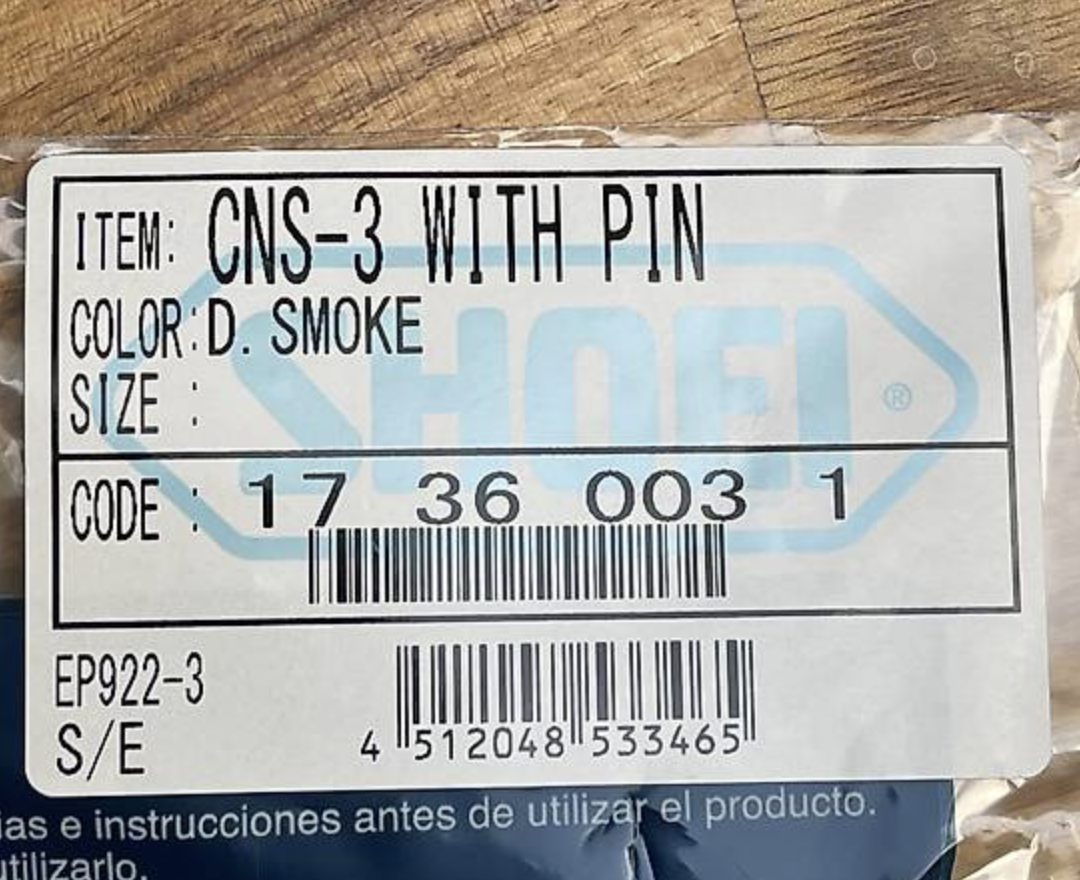 ITEM: CNS-3 WITH PIN
COLOR: D. SMOKE
SIZE :
SHOEI ®
CODE : 17 36 003 1
EP922-3
S/E
4 512048 533465
ias e instrucciones antes de utilizar el producto.
utilizarlo.